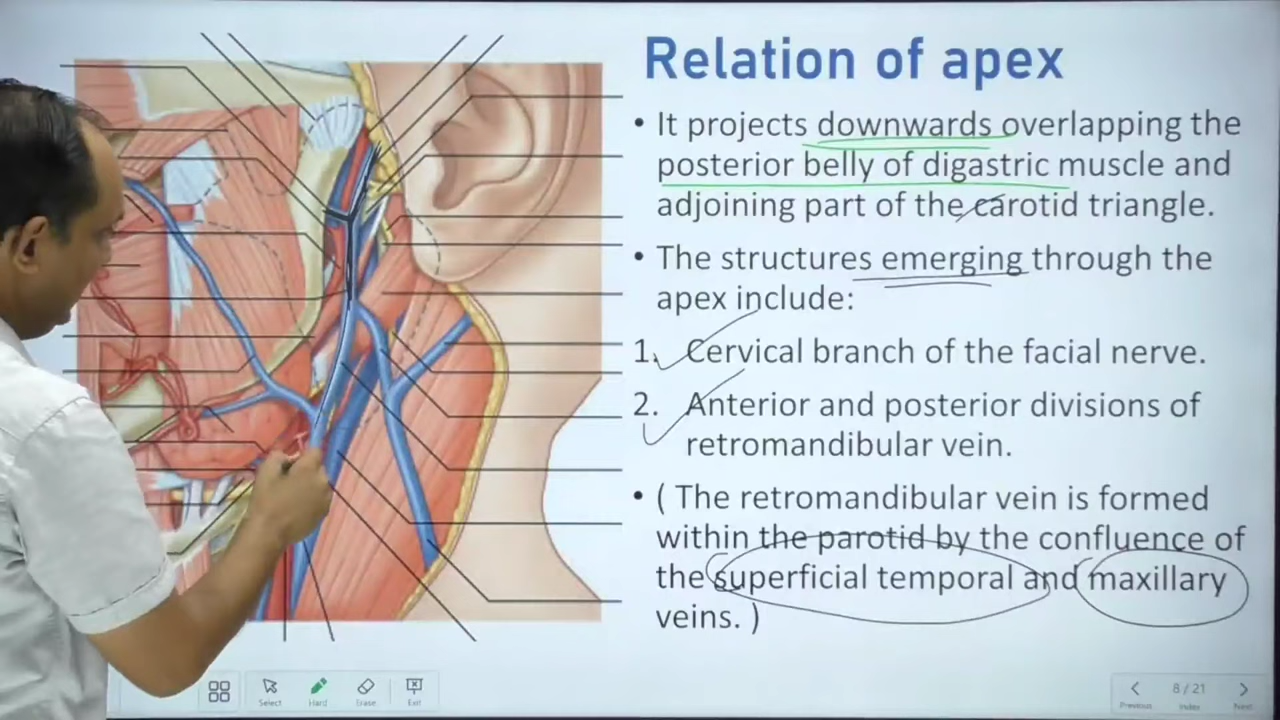 Relation of apex
• It projects downwards overlapping the
posterior belly of digastric muscle and
adjoining part of the carotid triangle.
• The structures emerging through the
apex include:
1. Cervical branch of the facial nerve.
2. Anterior and posterior divisions of
retromandibular vein.
• ( The retromandibular vein is formed
within the parotid by the confluence of
the superficial temporal and maxillary
veins. )
Select Hard Erase Exit
8 / 21
Previous Index Next